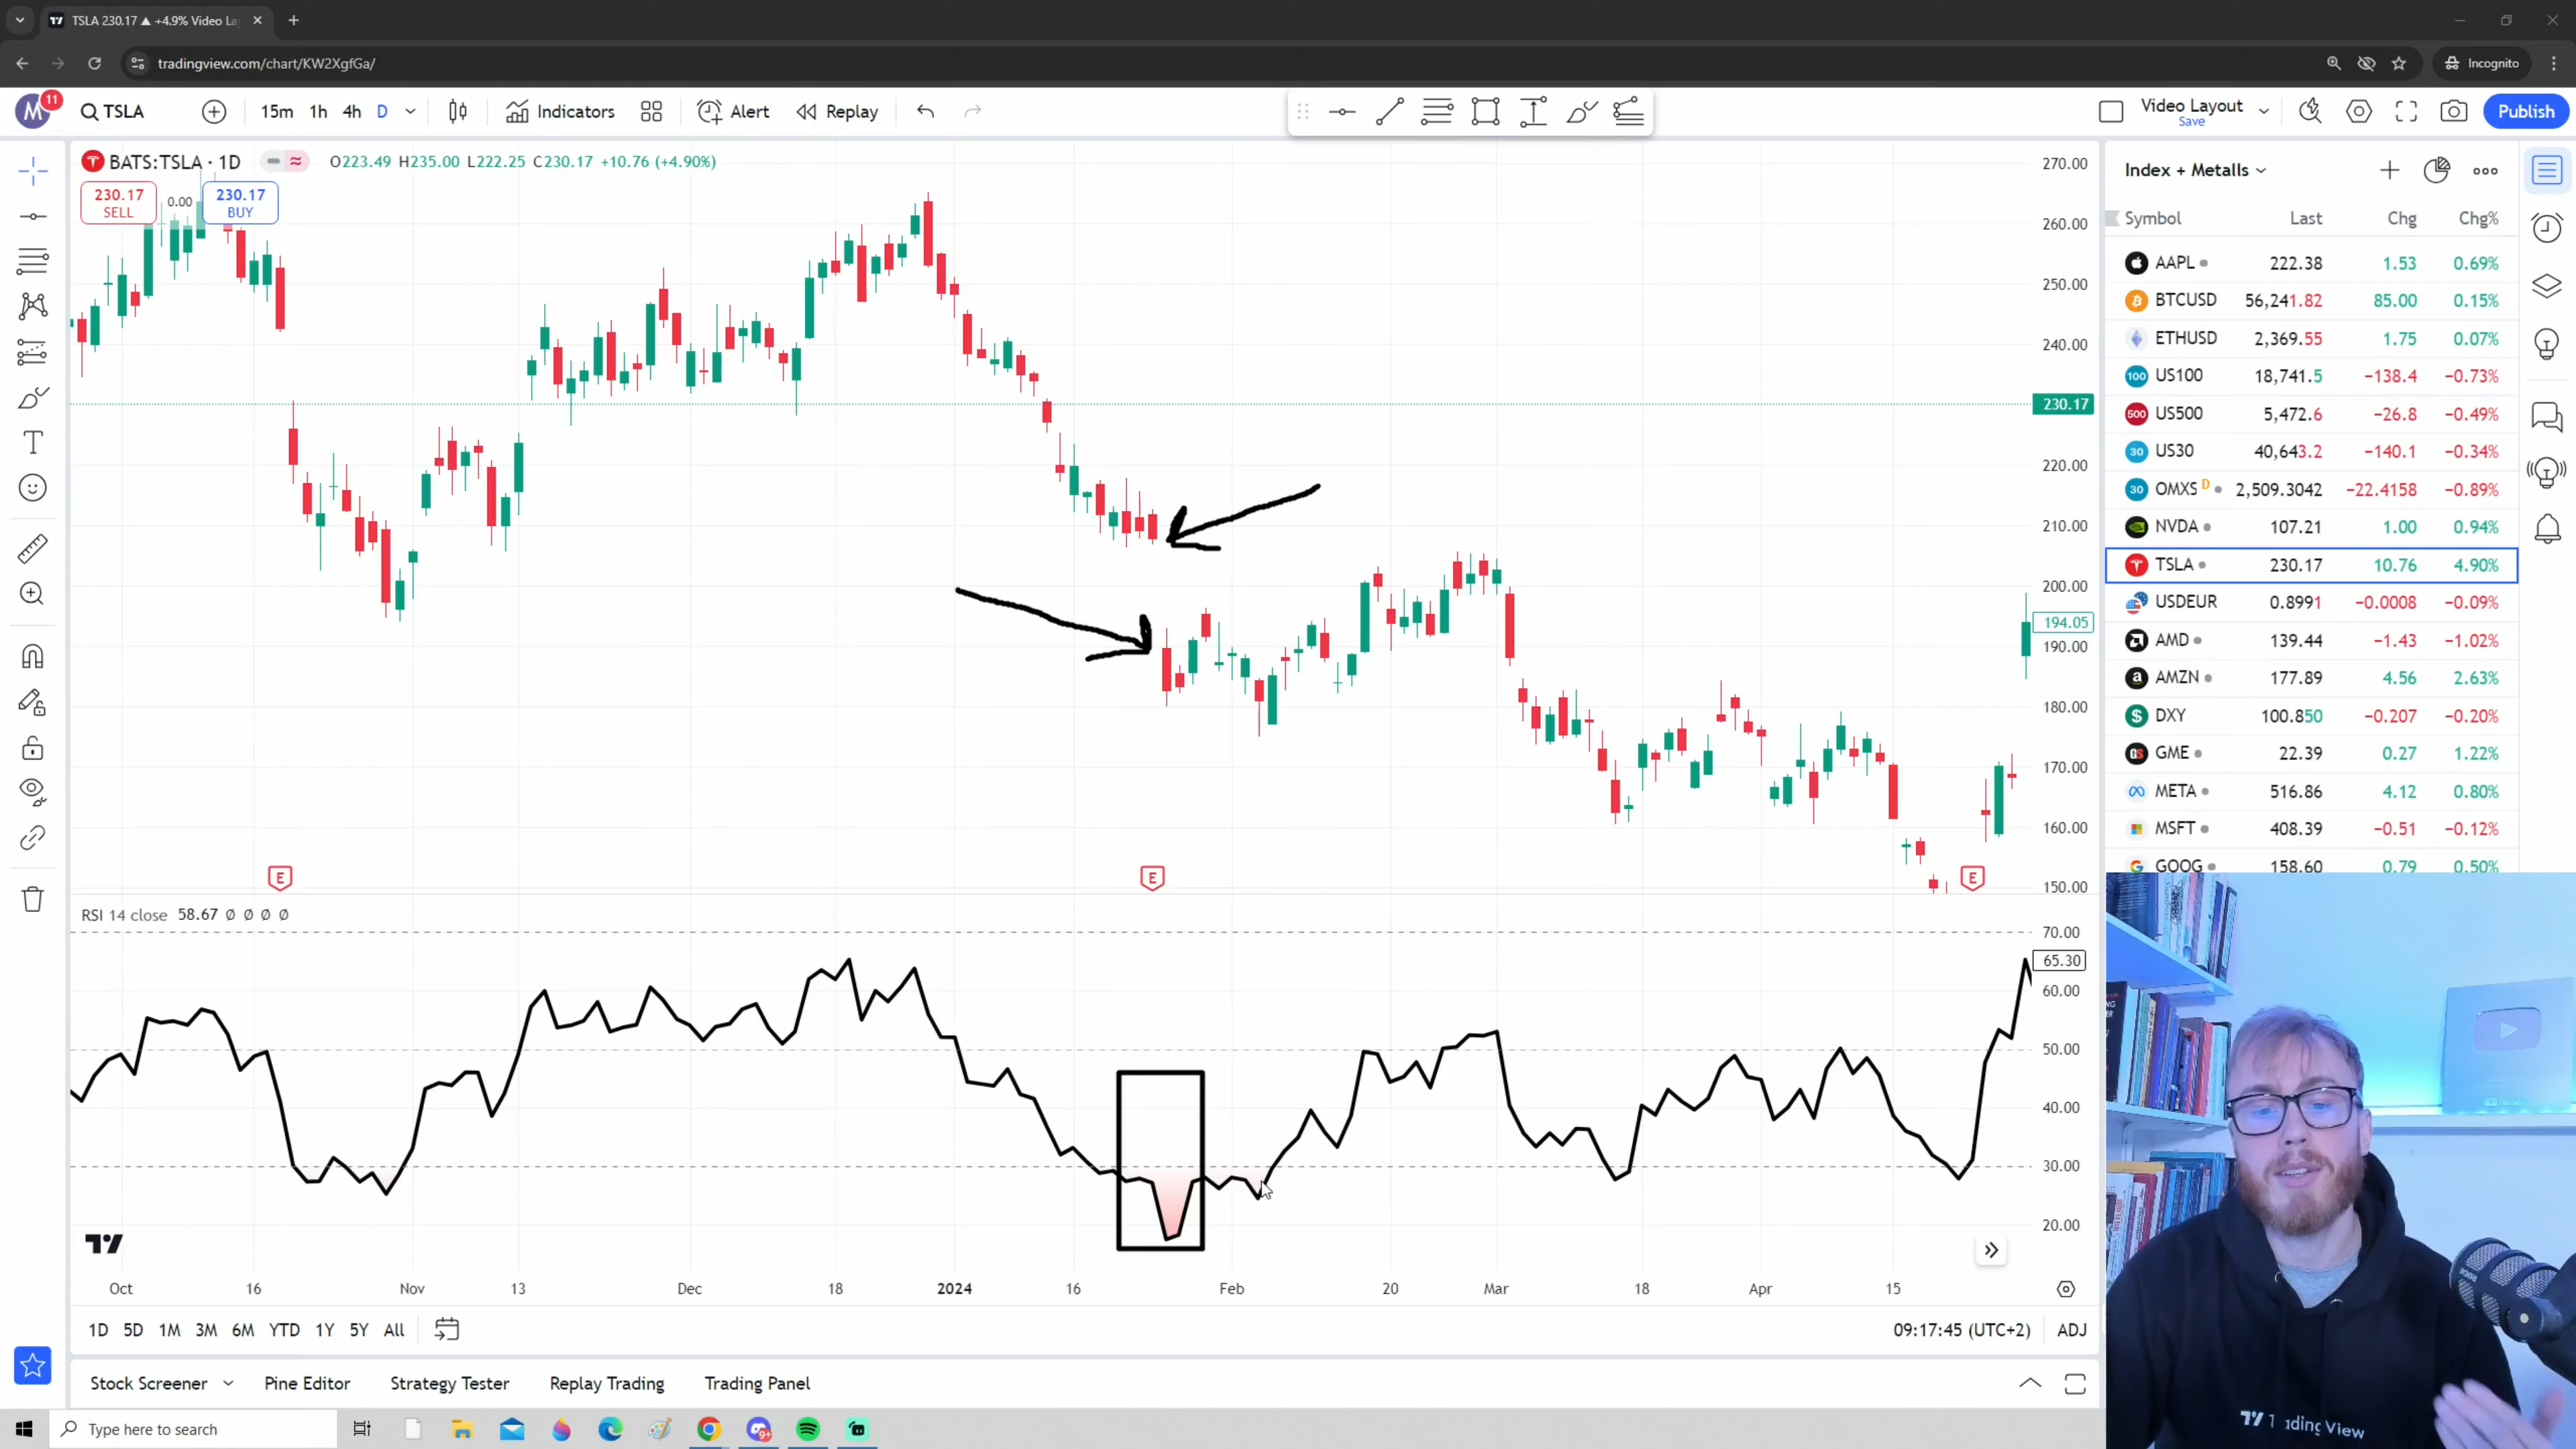 TSLA 230.17 ▲ +4.9% Video La
tradingview.com/chart/KW2XgfGa/
Incognito
M
11
TSLA
15m 1h 4h D
Indicators
Alert
Replay
Video Layout
Save
Publish
BATS:TSLA · 1D
O223.49 H235.00 L222.25 C230.17 +10.76 (+4.90%)
230.17
SELL
0.00
230.17
BUY
270.00
260.00
250.00
240.00
230.17
220.00
210.00
200.00
194.05
190.00
180.00
170.00
160.00
150.00
E
E
E
RSI 14 close 58.67 Ø Ø Ø Ø
70.00
65.30
60.00
50.00
40.00
30.00
20.00
Oct 16 Nov 13 Dec 18 2024 16 Feb 20 Mar 18 Apr 15
1D 5D 1M 3M 6M YTD 1Y 5Y All
09:17:45 (UTC+2) ADJ
Stock Screener Pine Editor Strategy Tester Replay Trading Trading Panel
Type here to search
9+
Index + Metalls
Symbol Last Chg Chg%
AAPL 222.38 1.53 0.69%
BTCUSD 56,241.82 85.00 0.15%
ETHUSD 2,369.55 1.75 0.07%
100 US100 18,741.5 −138.4 −0.73%
500 US500 5,472.6 −26.8 −0.49%
30 US30 40,643.2 −140.1 −0.34%
30 OMXS D 2,509.3042 −22.4158 −0.89%
NVDA 107.21 1.00 0.94%
TSLA 230.17 10.76 4.90%
USDEUR 0.8991 −0.0008 −0.09%
AMD 139.44 −1.43 −1.02%
AMZN 177.89 4.56 2.63%
DXY 100.850 −0.207 −0.20%
GME 22.39 0.27 1.22%
META 516.86 4.12 0.80%
MSFT 408.39 −0.51 −0.12%
GOOG 158.60 0.79 0.50%
View